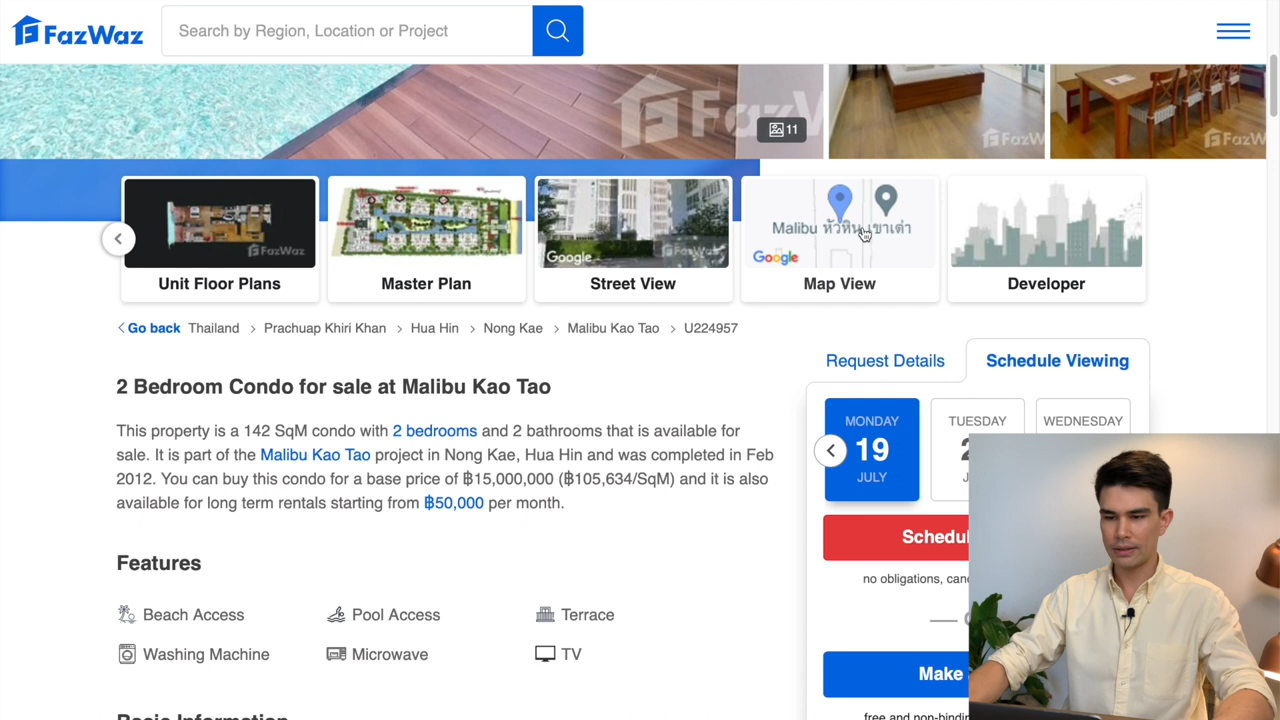 FazWaz
Search by Region, Location or Project
FazWaz
11
FazWaz
FazWaz
FazWaz
Google
Malibu หัวหิน เขาเต่า
Google
Unit Floor Plans
Master Plan
Street View
Map View
Developer
Go back Thailand > Prachuap Khiri Khan > Hua Hin > Nong Kae > Malibu Kao Tao > U224957
Request Details
Schedule Viewing
2 Bedroom Condo for sale at Malibu Kao Tao
This property is a 142 SqM condo with 2 bedrooms and 2 bathrooms that is available for
sale. It is part of the Malibu Kao Tao project in Nong Kae, Hua Hin and was completed in Feb
2012. You can buy this condo for a base price of ฿15,000,000 (฿105,634/SqM) and it is also
available for long term rentals starting from ฿50,000 per month.
MONDAY
19
JULY
TUESDAY
2
J
WEDNESDAY
Schedul
no obligations, canc
Make
free and non-bindin
Features
Beach Access
Pool Access
Terrace
Washing Machine
Microwave
TV
Basic Information